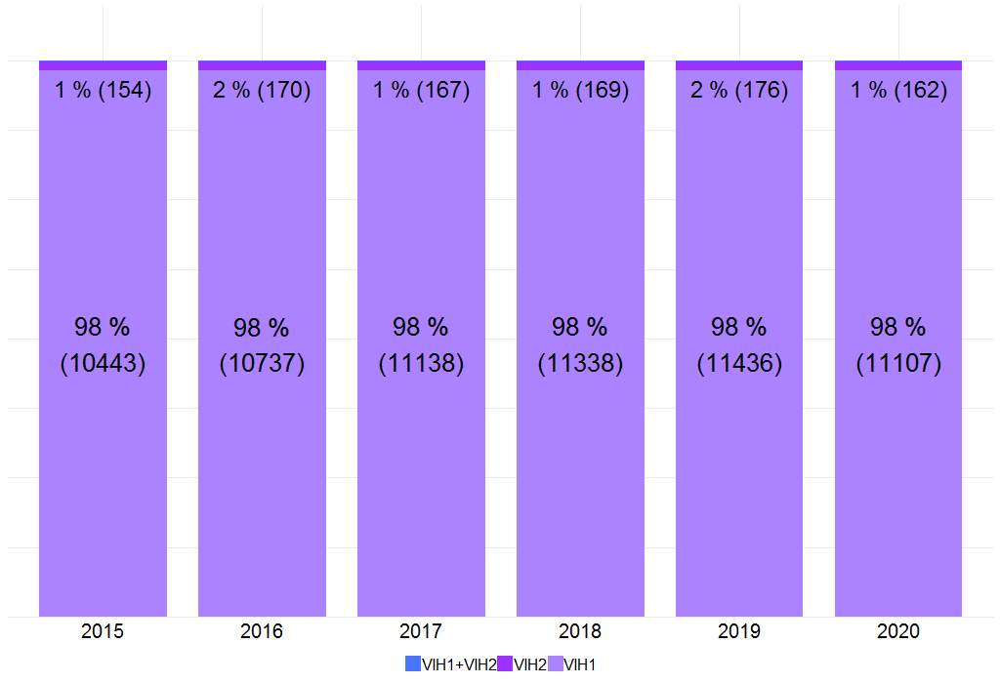 1 % (154) 2 % (170) 1 % (167) 1 % (169) 2 % (176) 1 % (162)
98 % 98 % 98 % 98 % 98 % 98 %
(10443) (10737) (11138) (11338) (11436) (11107)
2015 2016 2017 2018 2019 2020
VIH1+VIH2 VIH2 VIH1